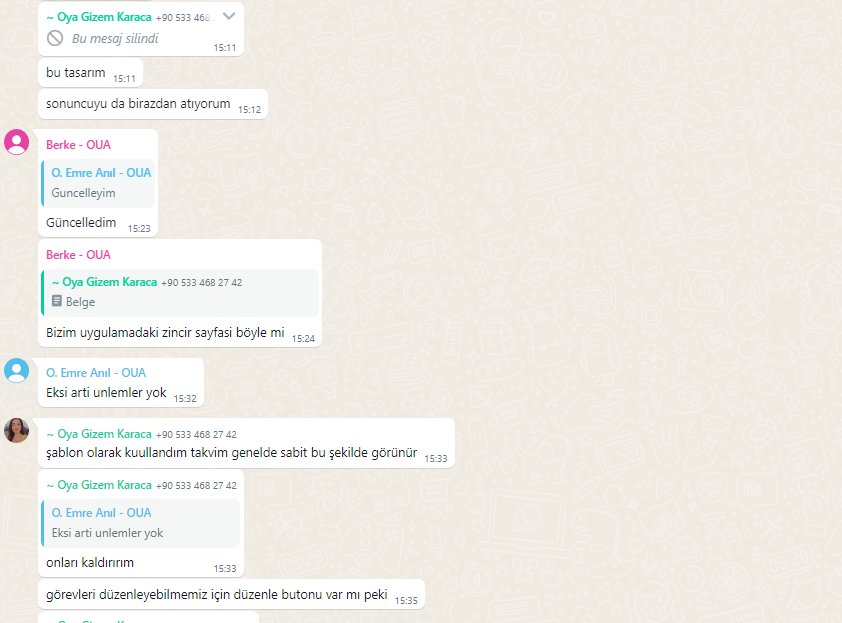 ~ Oya Gizem Karaca +90 533 468
Bu mesaj silindi
15:11
bu tasarım 15:11
sonuncuyu da birazdan atıyorum 15:12
Berke - OUA
O. Emre Anıl - OUA
Guncelleyim
Güncelledim 15:23
Berke - OUA
~ Oya Gizem Karaca +90 533 468 27 42
Belge
Bizim uygulamadaki zincir sayfasi böyle mi 15:24
O. Emre Anıl - OUA
Eksi arti unlemler yok 15:32
~ Oya Gizem Karaca +90 533 468 27 42
şablon olarak kuullandım takvim genelde sabit bu şekilde görünür 15:33
~ Oya Gizem Karaca +90 533 468 27 42
O. Emre Anıl - OUA
Eksi arti unlemler yok
onları kaldırırım 15:33
görevleri düzenleyebilmemiz için düzenle butonu var mı peki 15:35